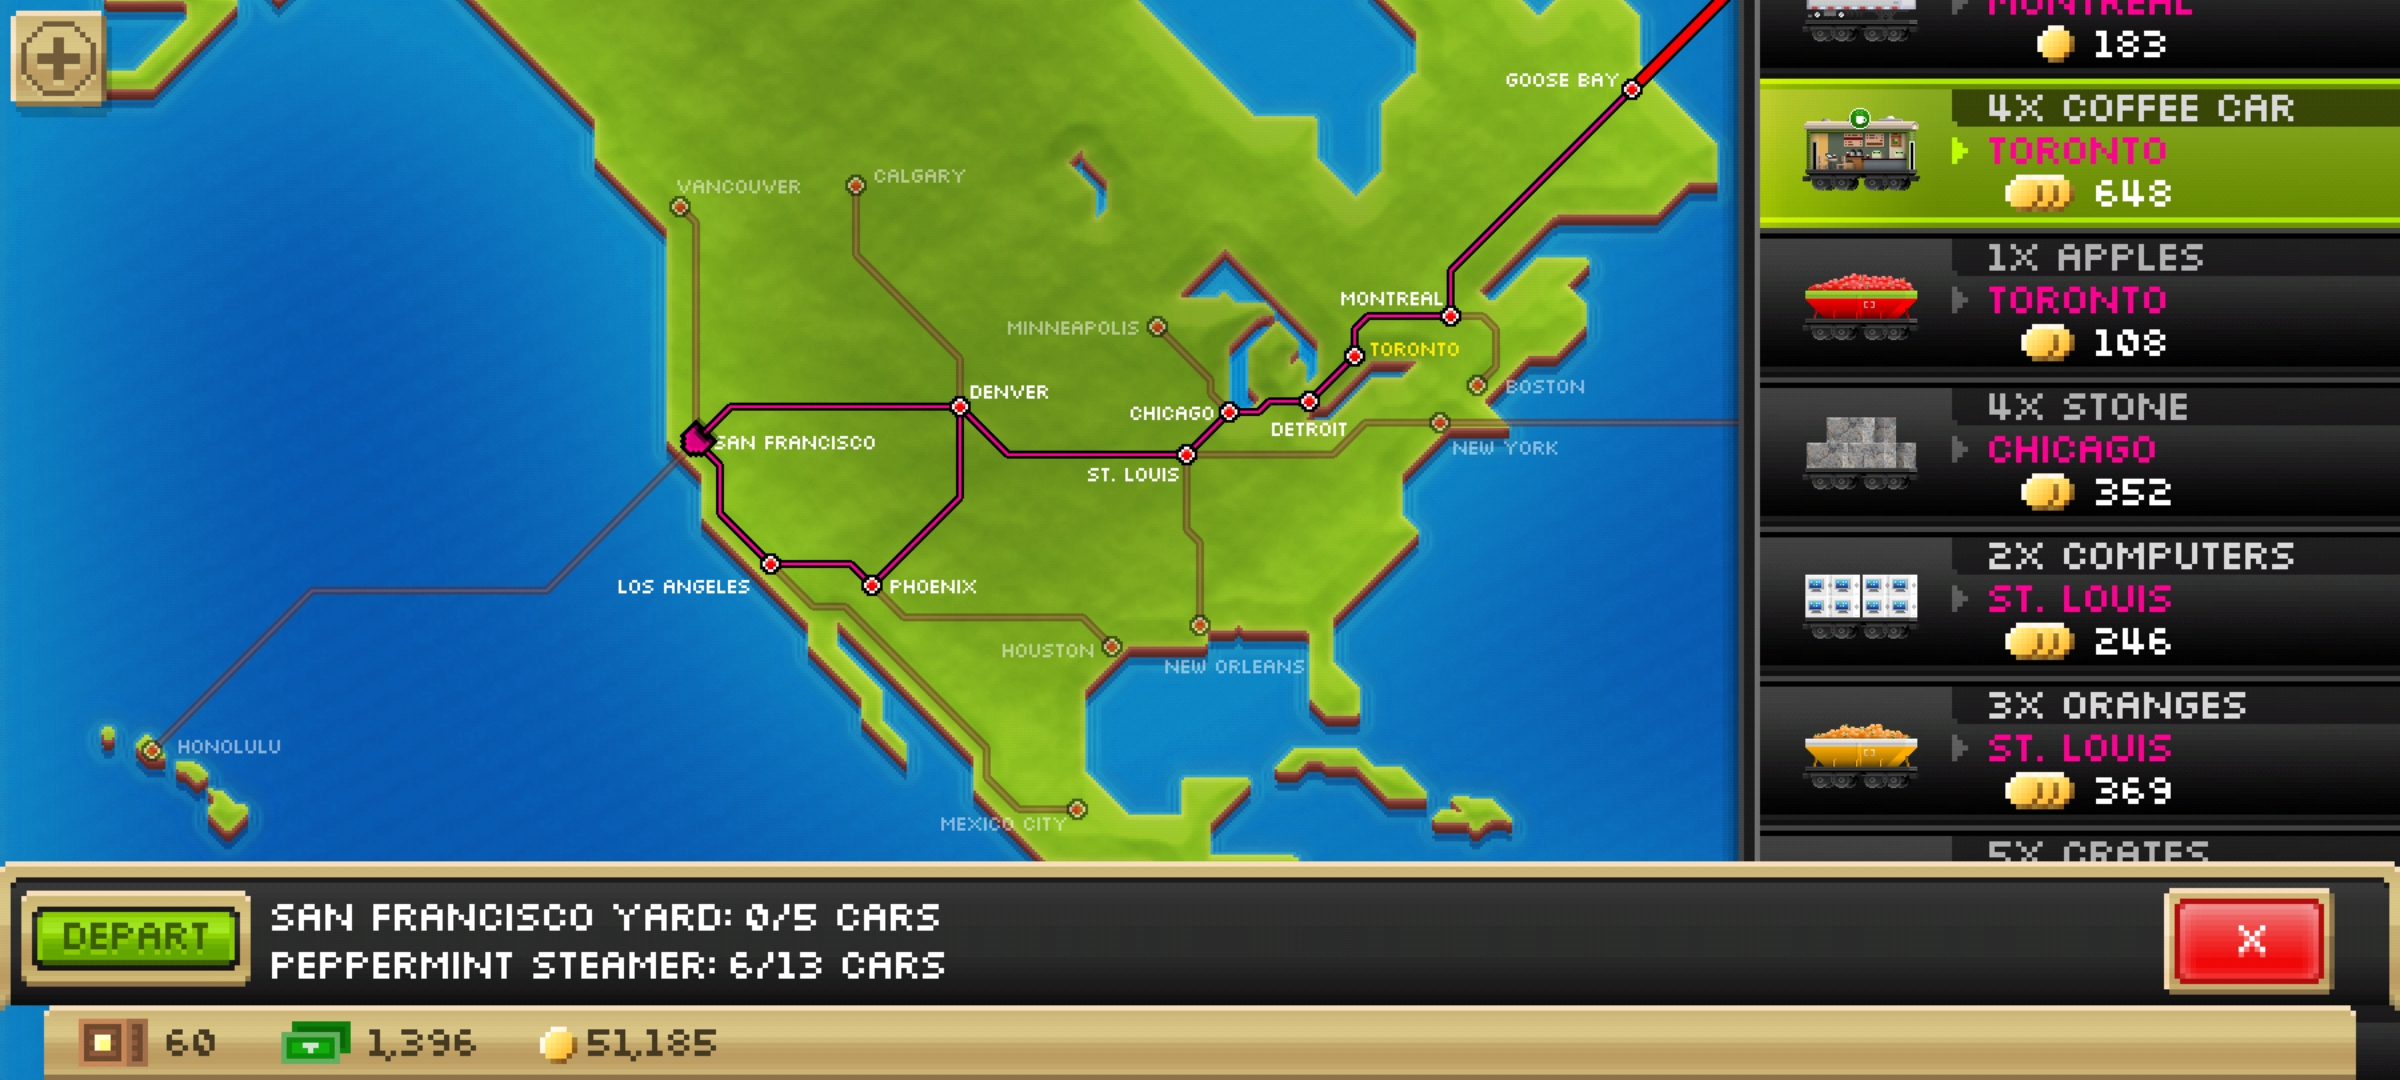 MONTREAL
183
4X COFFEE CAR
TORONTO
648
1X APPLES
TORONTO
108
4X STONE
CHICAGO
352
2X COMPUTERS
ST. LOUIS
246
3X ORANGES
ST. LOUIS
369
5X CRATES
GOOSE BAY
VANCOUVER
CALGARY
MINNEAPOLIS
MONTREAL
TORONTO
BOSTON
DENVER
CHICAGO
DETROIT
NEW YORK
SAN FRANCISCO
ST. LOUIS
LOS ANGELES
PHOENIX
HOUSTON
NEW ORLEANS
HONOLULU
MEXICO CITY
DEPART
SAN FRANCISCO YARD: 0/5 CARS
PEPPERMINT STEAMER: 6/13 CARS
X
60
1,396
51,185